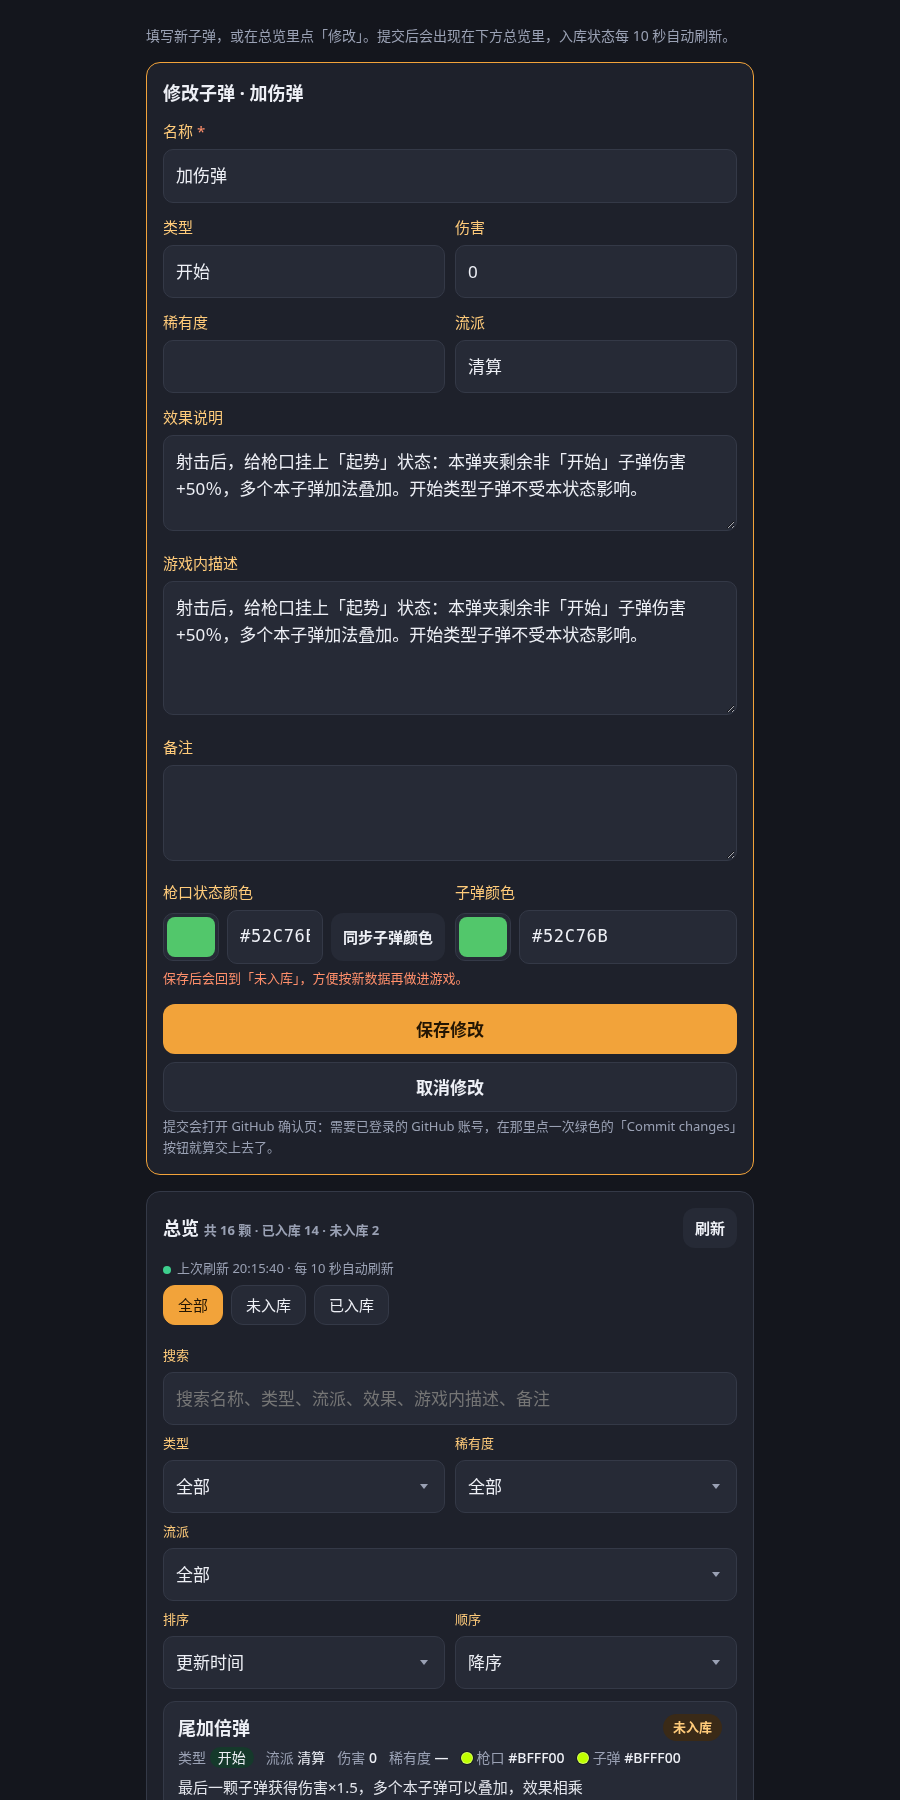 填写新子弹，或在总览里点「修改」。提交后会出现在下方总览里，入库状态每 10 秒自动刷新。
修改子弹 · 加伤弹
名称 *
加伤弹
类型
伤害
开始
0
稀有度
流派
清算
效果说明
射击后，给枪口挂上「起势」状态：本弹夹剩余非「开始」子弹伤害
+50%，多个本子弹加法叠加。开始类型子弹不受本状态影响。
游戏内描述
射击后，给枪口挂上「起势」状态：本弹夹剩余非「开始」子弹伤害
+50%，多个本子弹加法叠加。开始类型子弹不受本状态影响。
备注
枪口状态颜色
子弹颜色
#52C76B
同步子弹颜色
#52C76B
保存后会回到「未入库」，方便按新数据再做进游戏。
保存修改
取消修改
提交会打开 GitHub 确认页：需要已登录的 GitHub 账号，在那里点一次绿色的「Commit changes」
按钮就算交上去了。
总览 共 16 颗 · 已入库 14 · 未入库 2
刷新
上次刷新 20:15:40 · 每 10 秒自动刷新
全部
未入库
已入库
搜索
搜索名称、类型、流派、效果、游戏内描述、备注
类型
稀有度
全部
全部
流派
全部
排序
顺序
更新时间
降序
尾加倍弹
未入库
类型 开始 流派 清算 伤害 0 稀有度 — 枪口 #BFFF00 子弹 #BFFF00
最后一颗子弹获得伤害×1.5，多个本子弹可以叠加，效果相乘